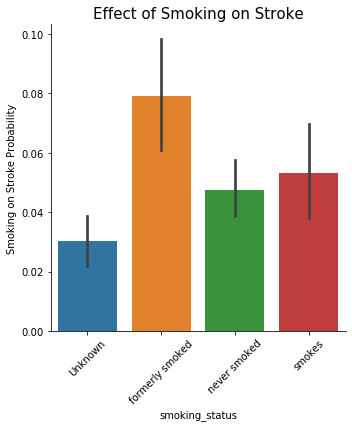 Effect of Smoking on Stroke
Smoking on Stroke Probability
0.10
0.08
0.06
0.04
0.02
0.00
Unknown
formerly smoked
never smoked
smokes
smoking_status